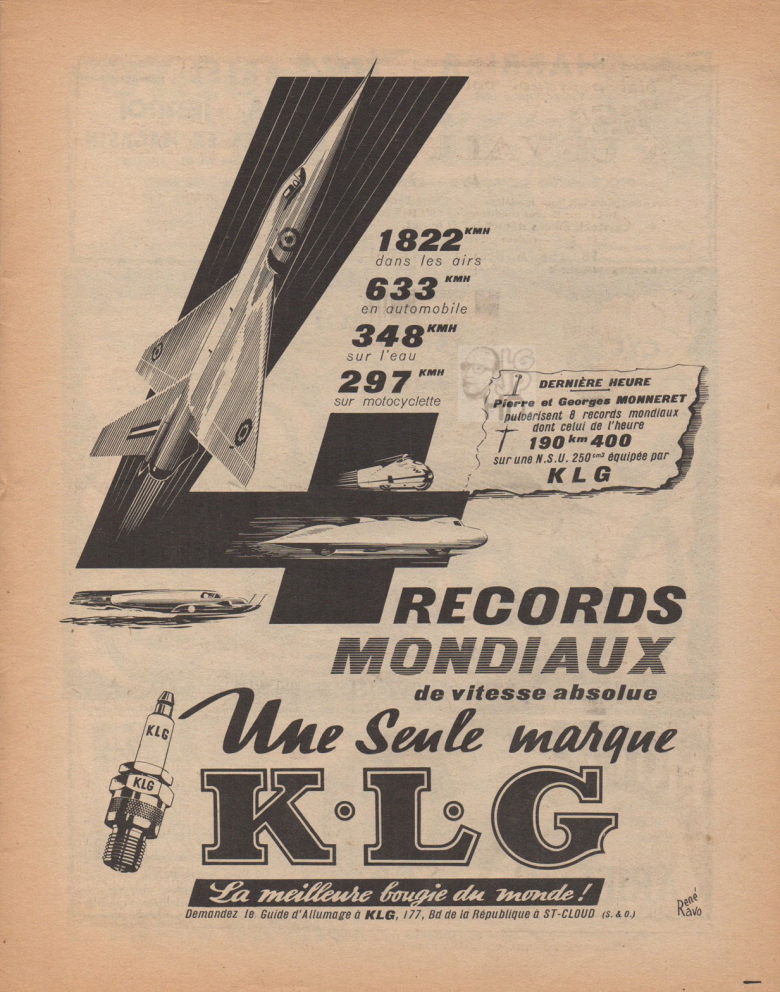 1822 KMH
dans les airs
633 KMH
en automobile
348 KMH
sur l'eau
297 KMH
sur motocyclette
DERNIÈRE HEURE
Pierre et Georges MONNERET
pulvérisent 8 records mondiaux
dont celui de l'heure
190 km 400
sur une N.S.U. 250 cm3 équipée par
KLG
4 RECORDS
MONDIAUX
de vitesse absolue
Une Seule marque
KLG
KLG
K·L·G
La meilleure bougie du monde!
Demandez le Guide d'Allumage à KLG, 177, Bd de la République à ST-CLOUD (S. & O.)
René
Ravo